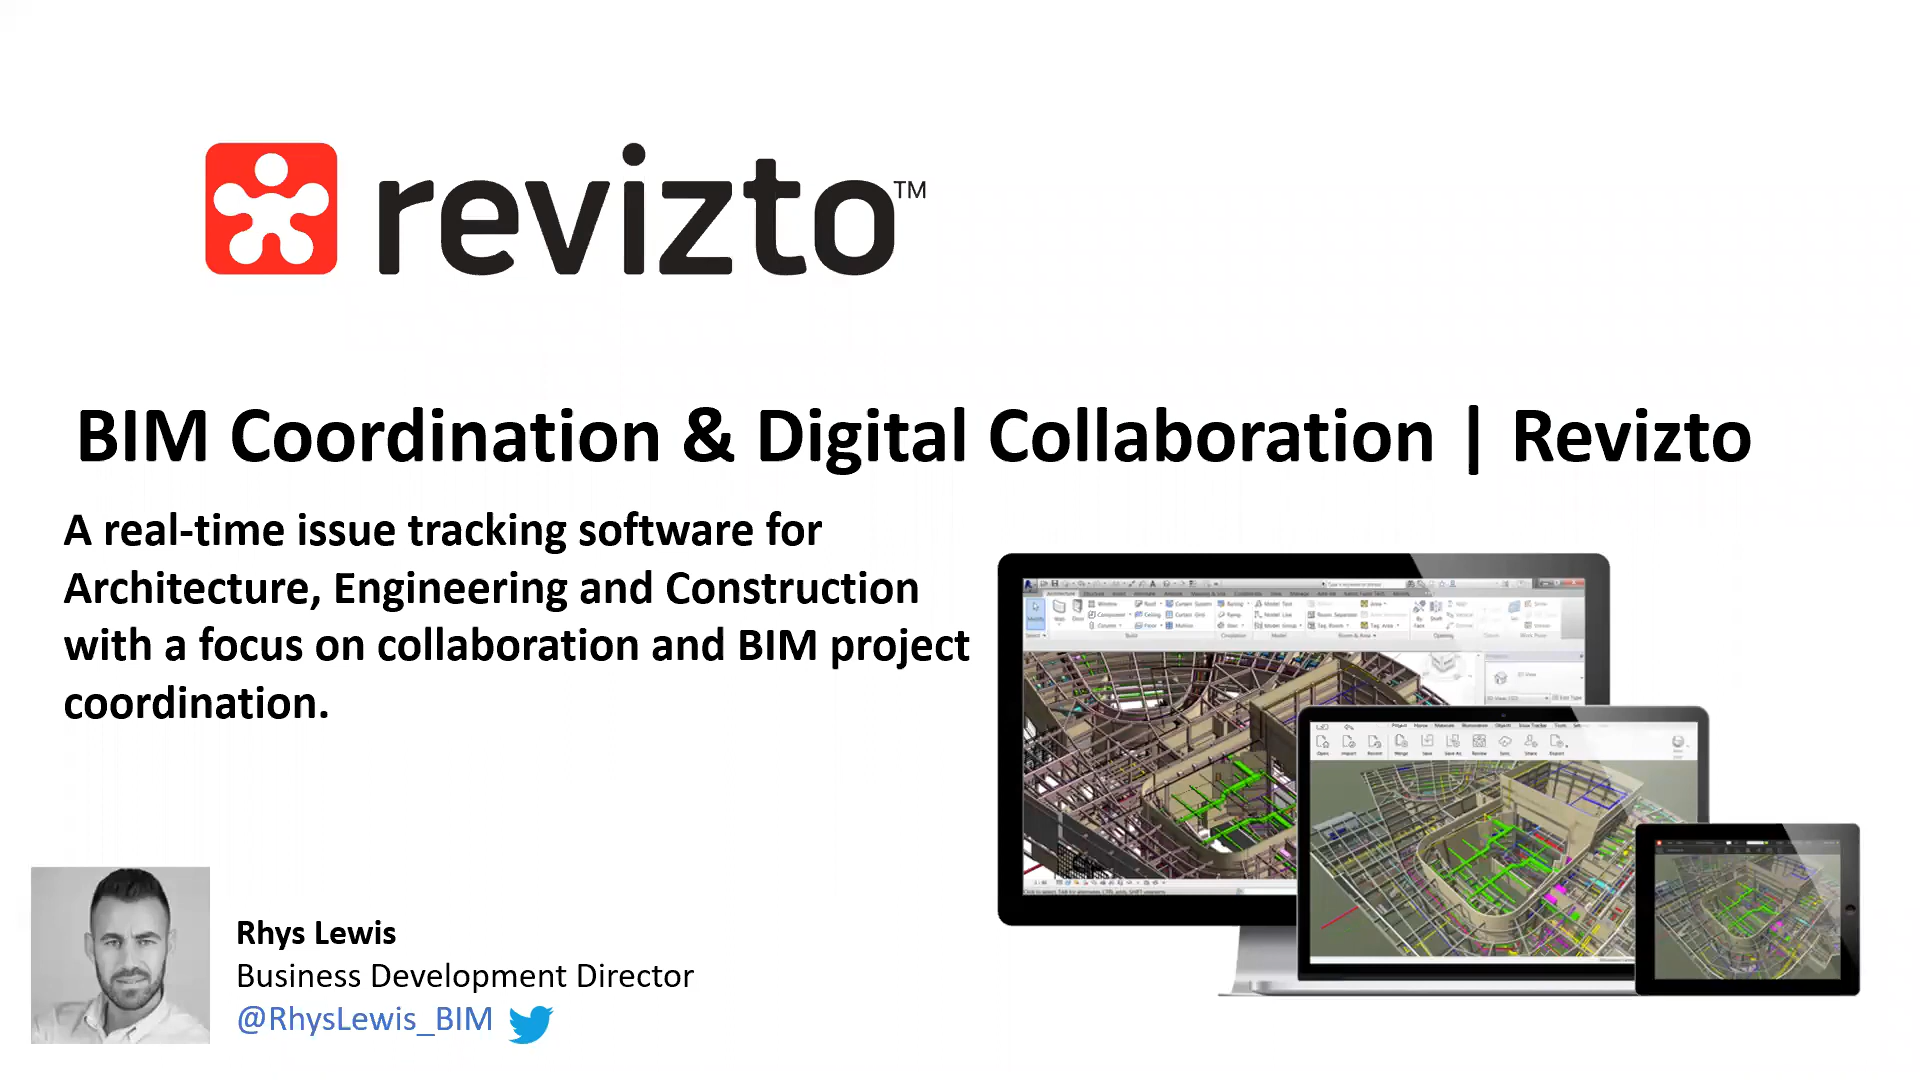 revizto™
BIM Coordination & Digital Collaboration | Revizto
A real-time issue tracking software for
Architecture, Engineering and Construction
with a focus on collaboration and BIM project
coordination.
Rhys Lewis
Business Development Director
@RhysLewis_BIM